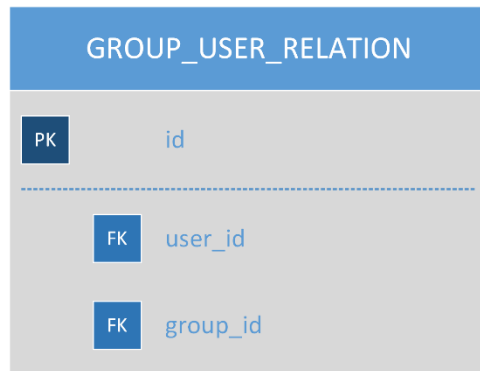 GROUP_USER_RELATION
PK id
FK user_id
FK group_id